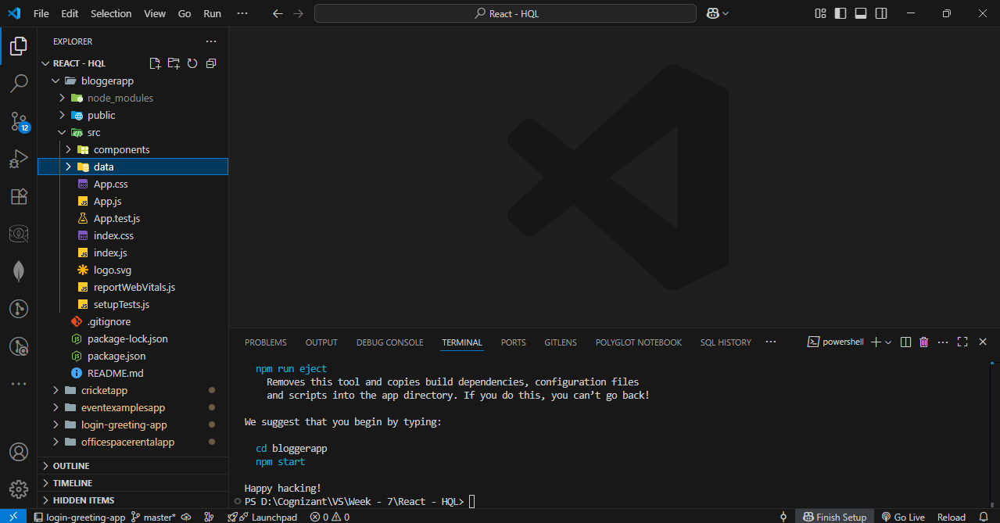 File Edit Selection View Go Run ··· React - HQL
EXPLORER
REACT - HQL
bloggerapp
node_modules
public
src
components
data
App.css
App.js
App.test.js
index.css
index.js
logo.svg
reportWebVitals.js
setupTests.js
.gitignore
package-lock.json
package.json
README.md
cricketapp
eventexamplesapp
login-greeting-app
officespacerentalapp
OUTLINE
TIMELINE
HIDDEN ITEMS
12
PROBLEMS OUTPUT DEBUG CONSOLE TERMINAL PORTS GITLENS POLYGLOT NOTEBOOK SQL HISTORY ··· powershell
npm run eject
Removes this tool and copies build dependencies, configuration files
and scripts into the app directory. If you do this, you can’t go back!
We suggest that you begin by typing:
cd bloggerapp
npm start
Happy hacking!
PS D:\Cognizant\VS\Week - 7\React - HQL>
login-greeting-app master* Launchpad 0 0 Finish Setup Go Live Reload